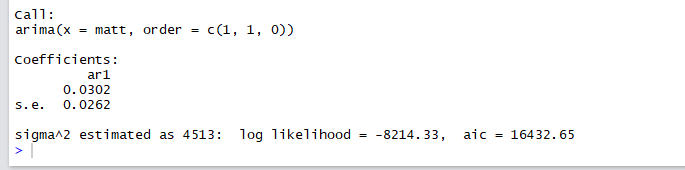 Call:
arima(x = matt, order = c(1, 1, 0))
Coefficients:
ar1
0.0302
s.e. 0.0262
sigma^2 estimated as 4513: log likelihood = -8214.33, aic = 16432.65
>